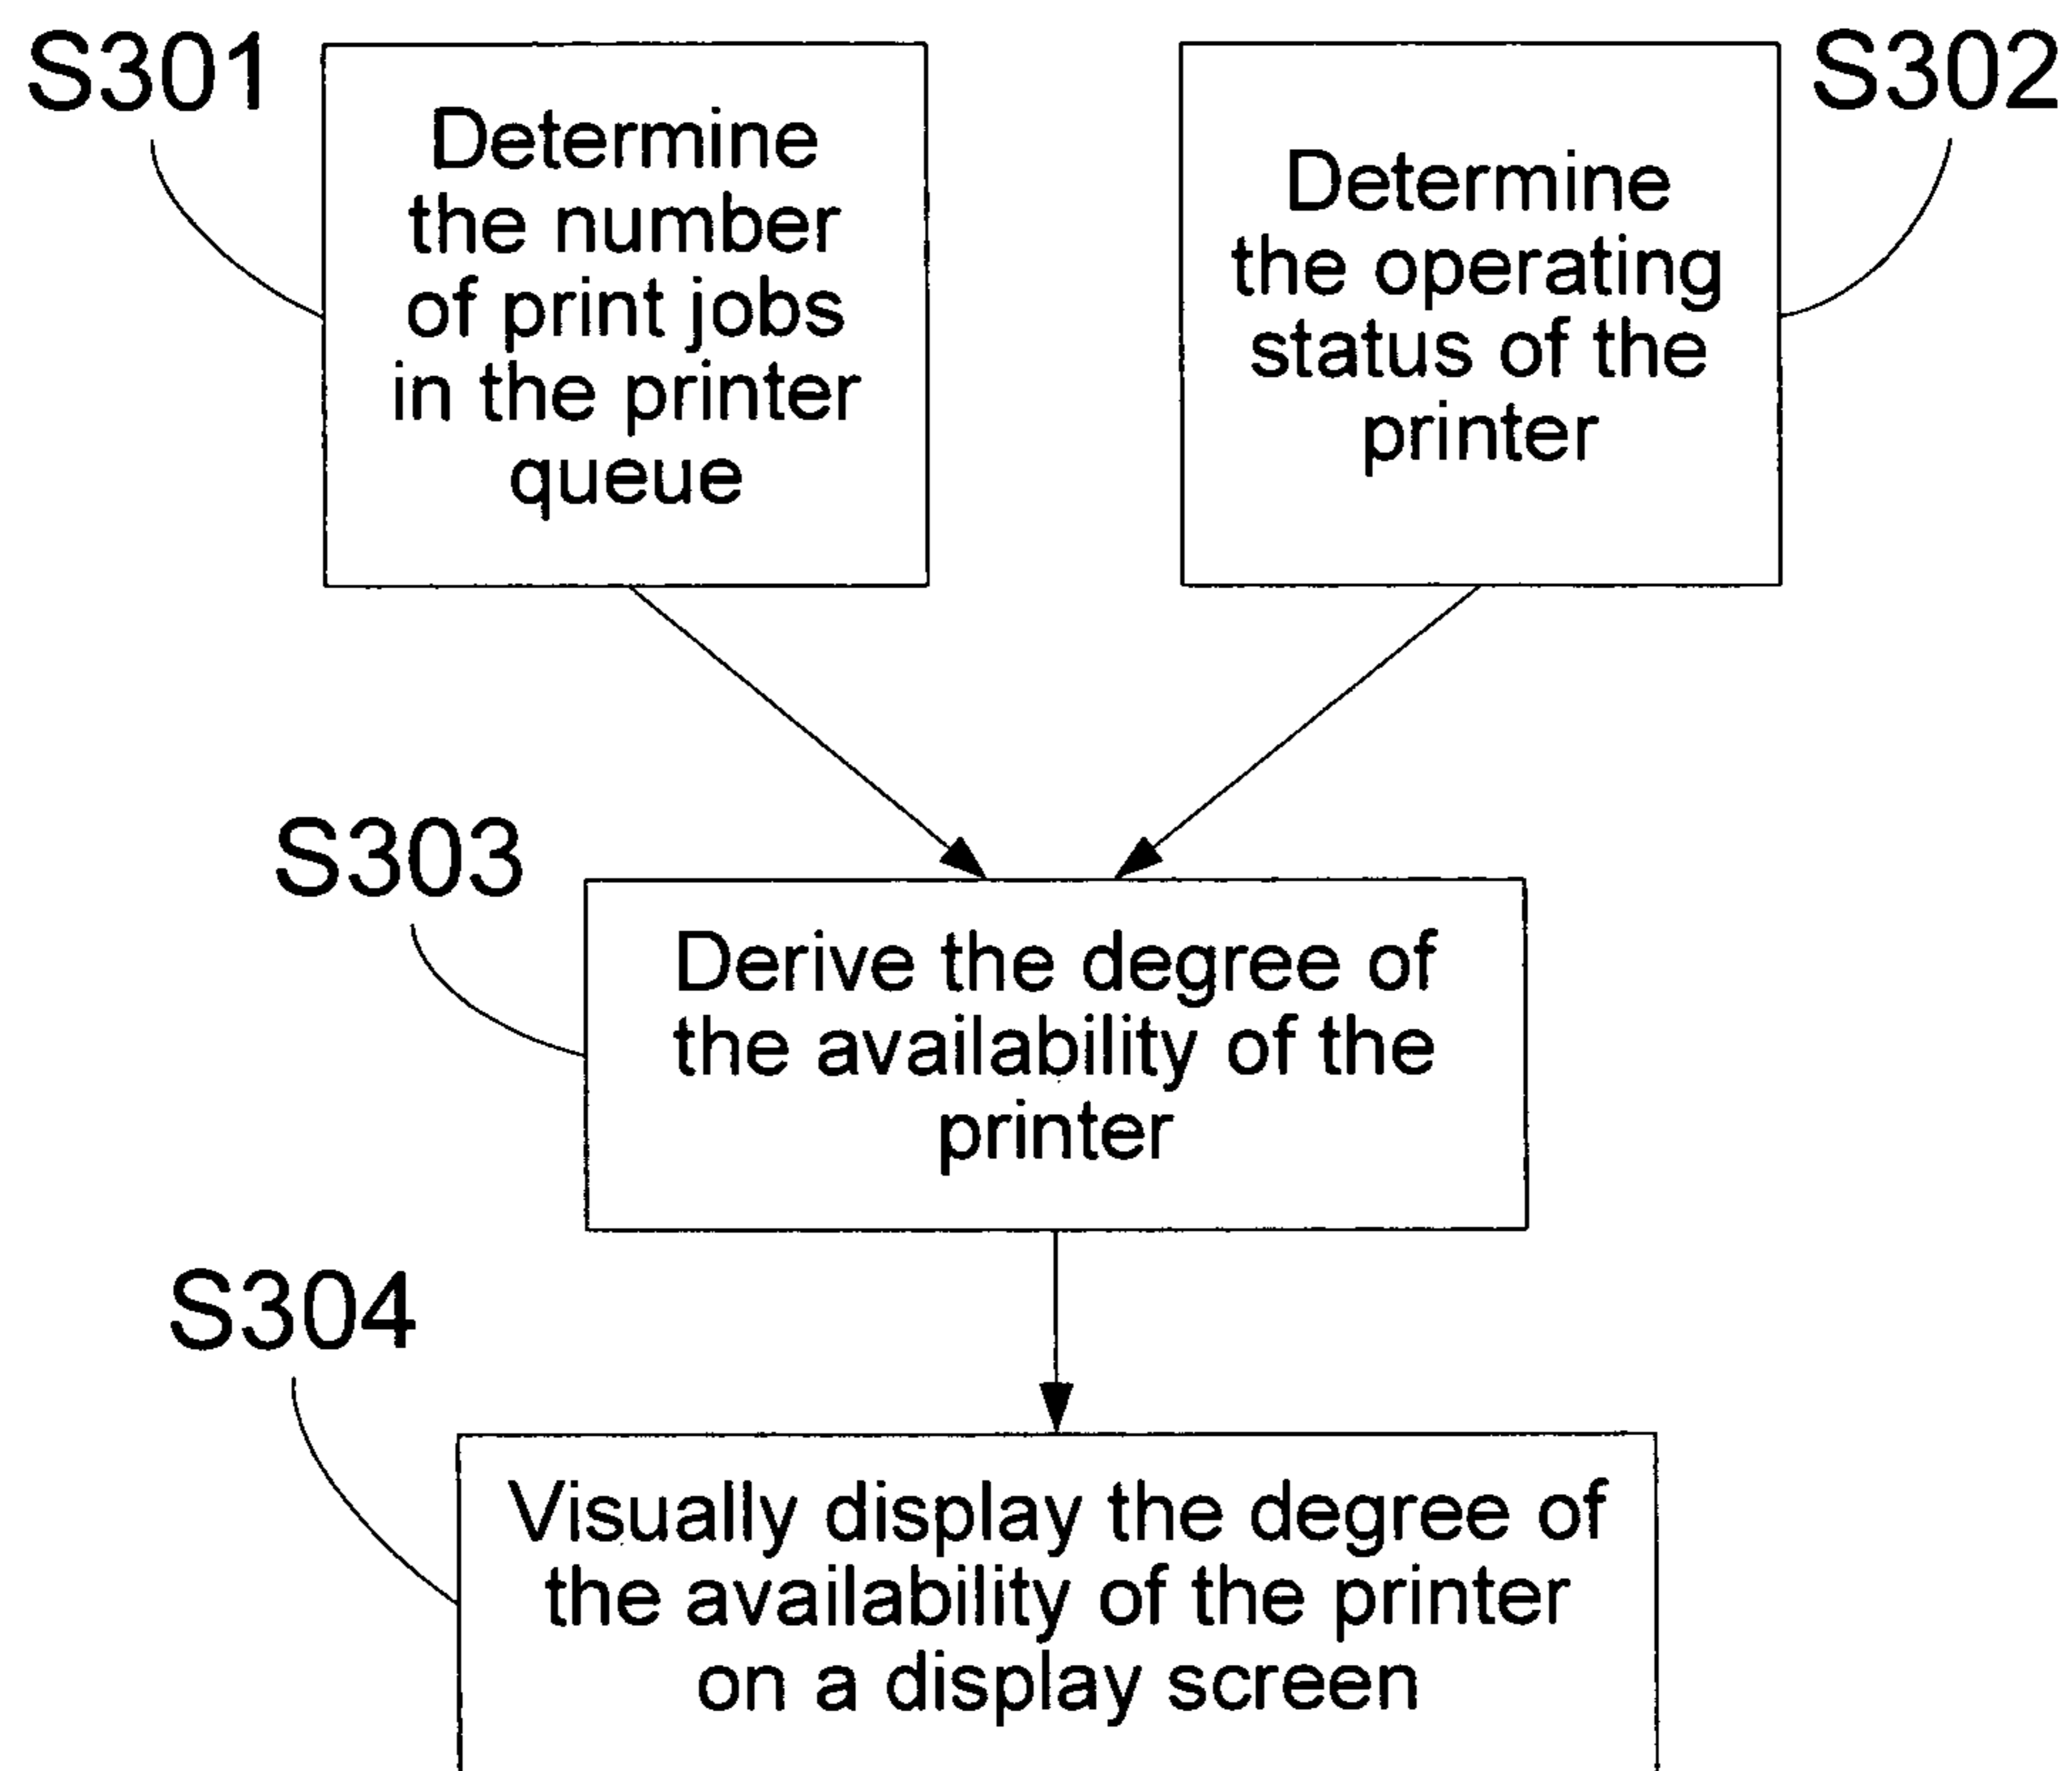 S301
Determine
the number
of print jobs
in the printer
queue
S302
Determine
the operating
status of the
printer
S303
Derive the degree of
the availability of the
printer
S304
Visually display the degree of
the availability of the printer
on a display screen